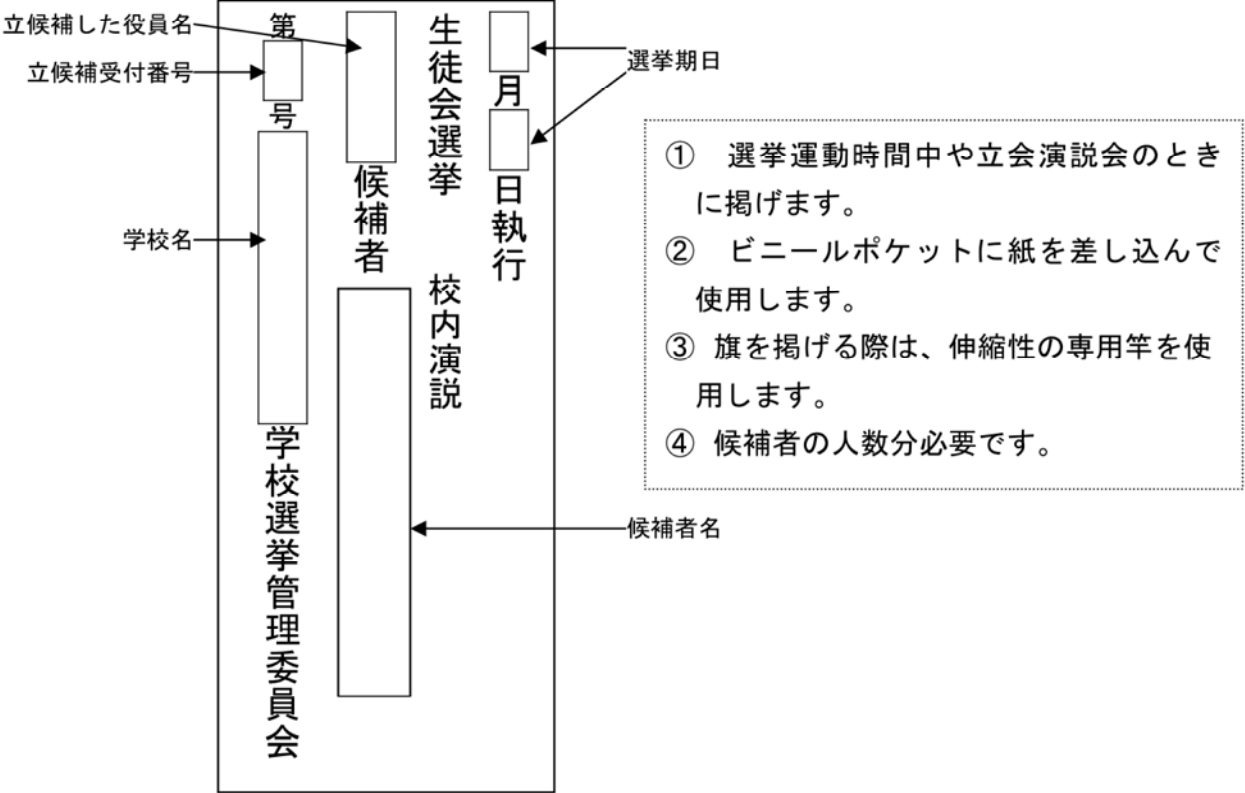 月
日執行
生徒会選挙　校内演説
候補者
第
号
学校選挙管理委員会
立候補した役員名
立候補受付番号
学校名
選挙期日
候補者名
①　選挙運動時間中や立会演説会のとき
に掲げます。
②　ビニールポケットに紙を差し込んで
使用します。
③ 旗を掲げる際は、伸縮性の専用竿を使
用します。
④ 候補者の人数分必要です。